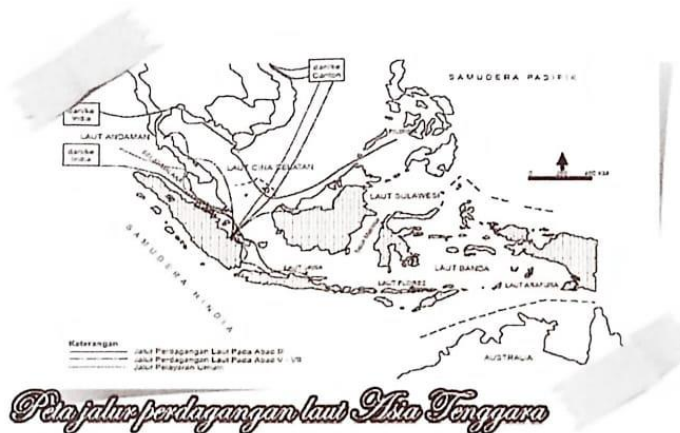 dari/ke
Canton
SAMUDERA PASIFIK
dari/ke
India
LAUT ANDAMAN
dari/ke
India
LAUT CINA SELATAN
LAUT SULAWESI
SAMUDERA HINDIA
LAUT JAWA
LAUT FLORES
LAUT BANDA
LAUT ARAFURA
AUSTRALIA
Keterangan
Jalur Perdagangan Laut Pada Abad III
Jalur Perdagangan Laut Pada Abad V - VII
Jalur Pelayaran Umum
Peta jalur perdagangan laut Asia Tenggara